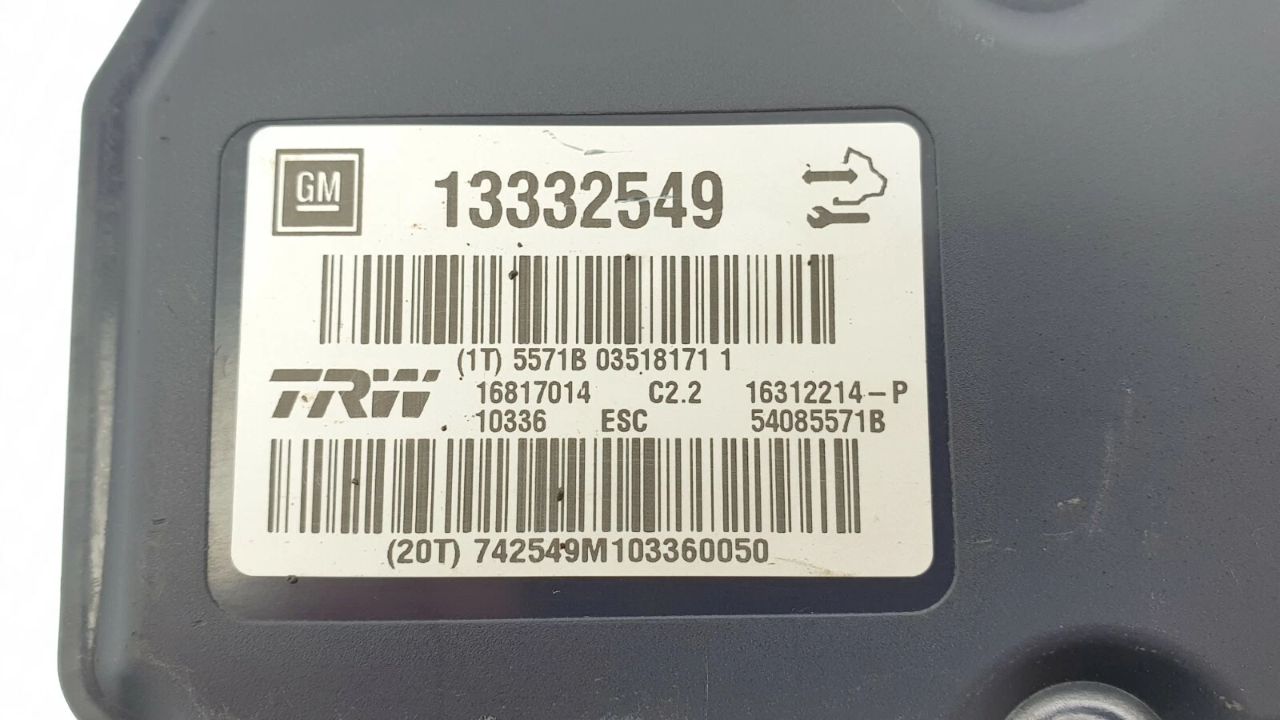 GM 13332549
(1T) 5571B 03518171 1
TRW 16817014 C2.2 16312214-P
10336 ESC 54085571B
(20T) 742549M103360050